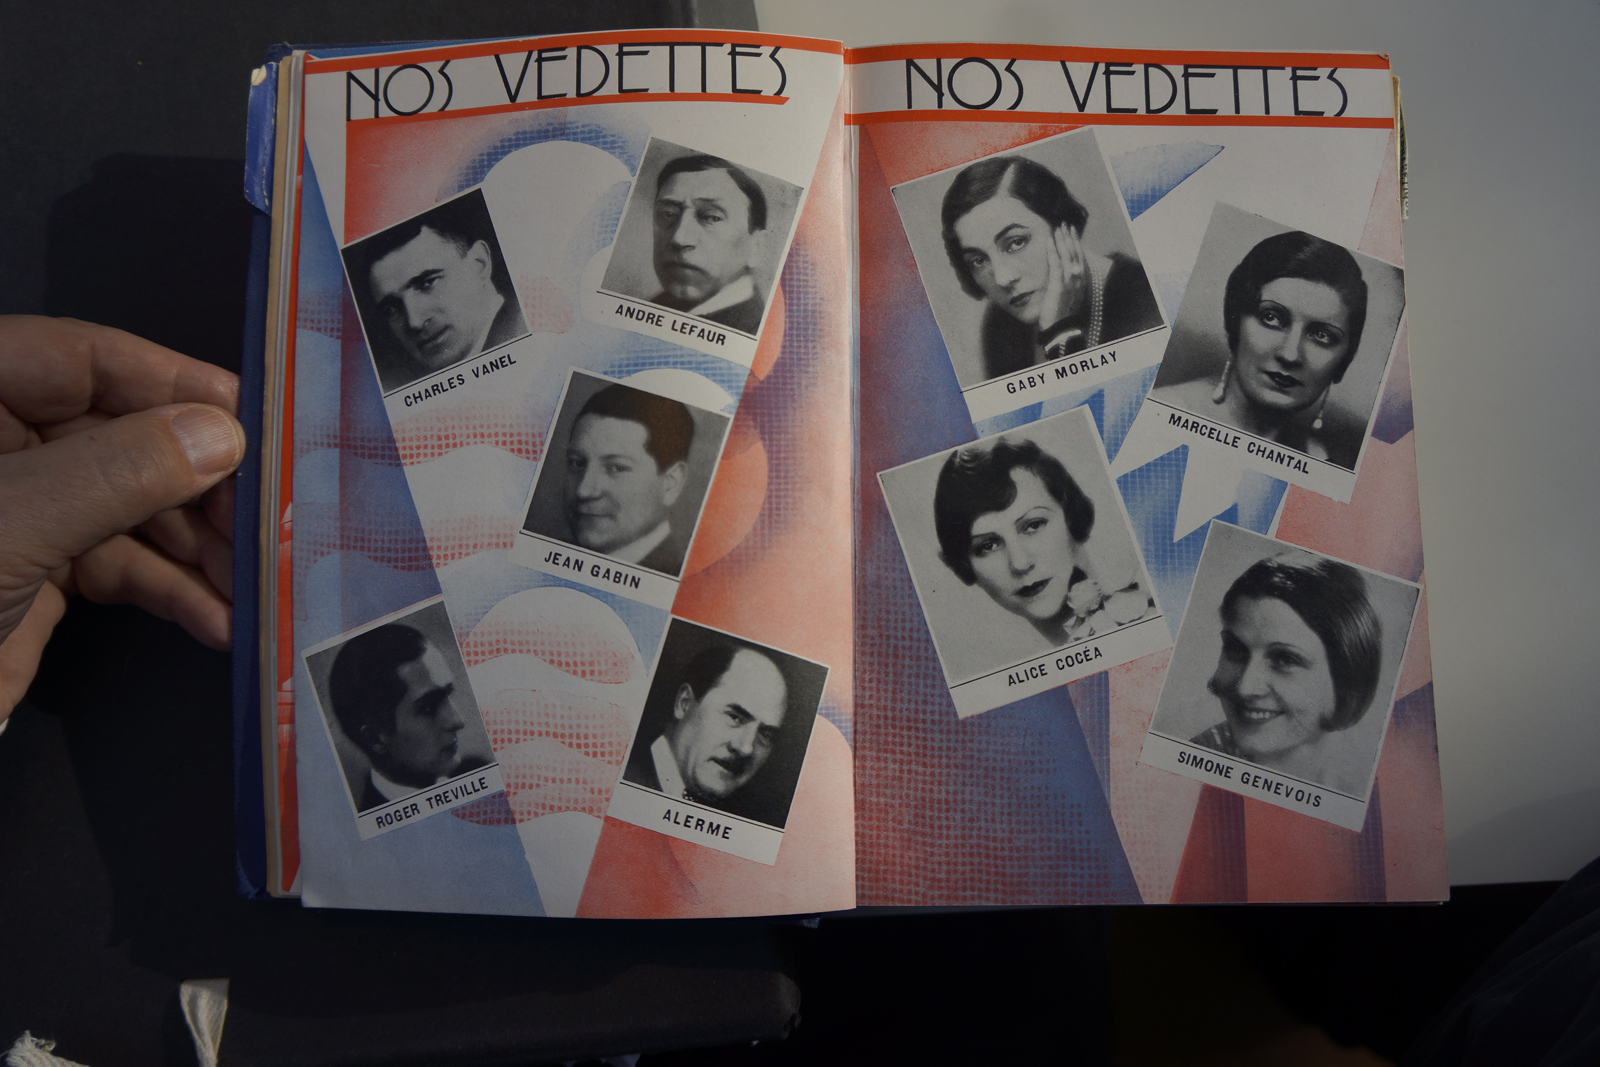 NOS VEDETTES
CHARLES VANEL
ANDRE LEFAUR
JEAN GABIN
ROGER TREVILLE
ALERME
NOS VEDETTES
GABY MORLAY
MARCELLE CHANTAL
ALICE COCÉA
SIMONE GENEVOIS